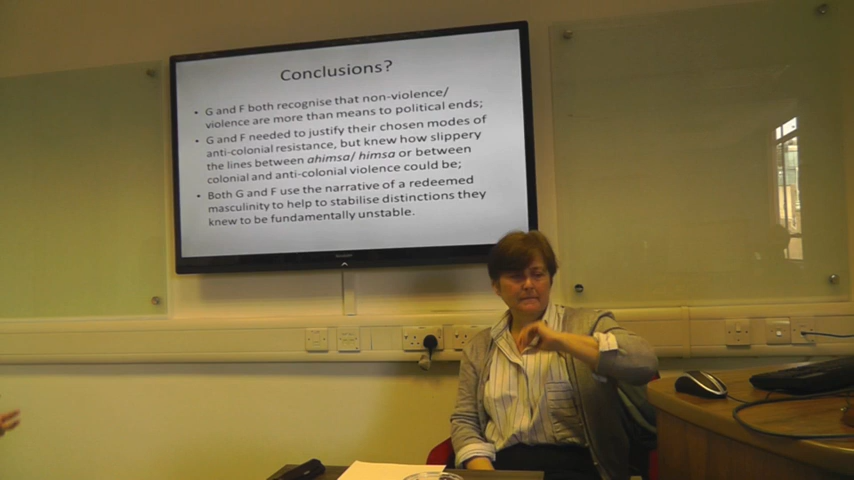 Conclusions?
• G and F both recognise that non-violence/
violence are more than means to political ends;
• G and F needed to justify their chosen modes of
anti-colonial resistance, but knew how slippery
the lines between ahimsa/ himsa or between
colonial and anti-colonial violence could be;
• Both G and F use the narrative of a redeemed
masculinity to help to stabilise distinctions they
knew to be fundamentally unstable.